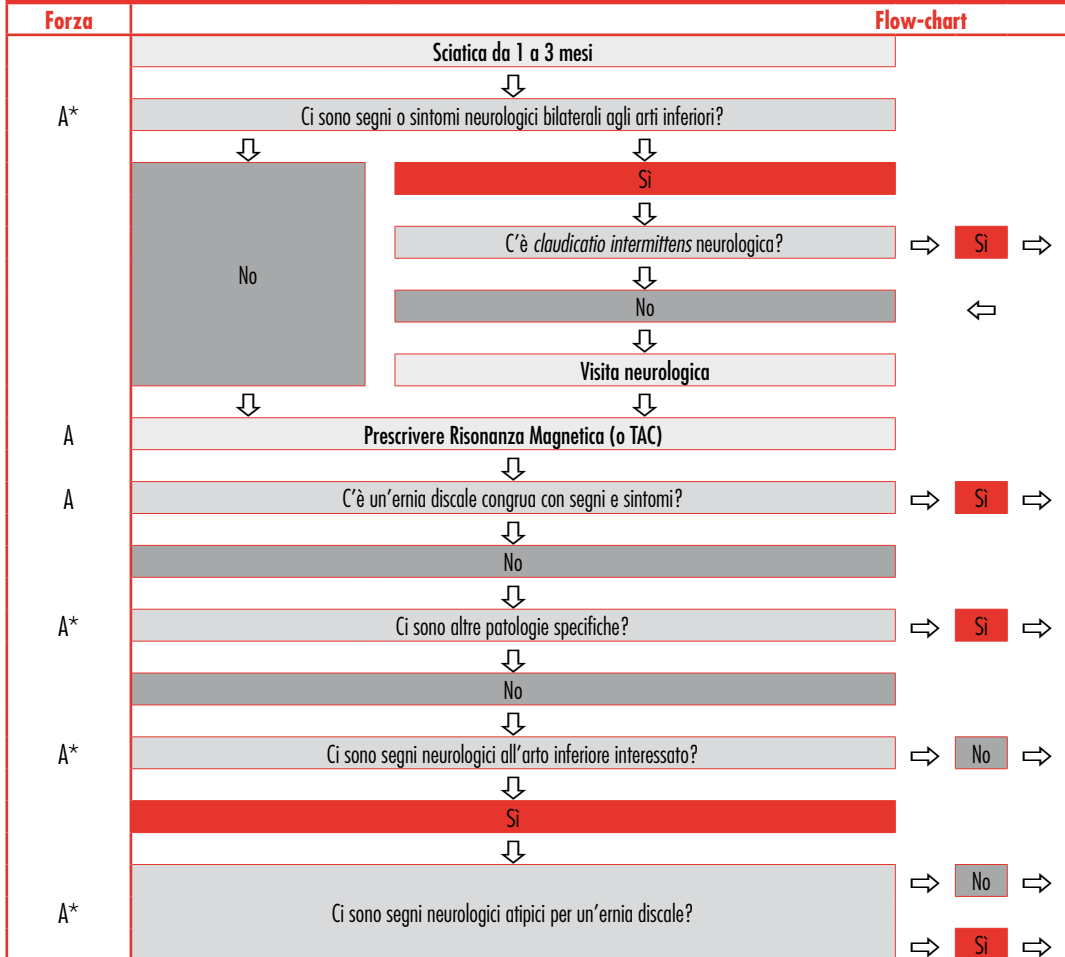 Forza Flow-chart
Sciatica da 1 a 3 mesi
A* Ci sono segni o sintomi neurologici bilaterali agli arti inferiori?
Sì
C'è claudicatio intermittens neurologica? Sì
No
No
Visita neurologica
A Prescrivere Risonanza Magnetica (o TAC)
A C'è un'ernia discale congrua con segni e sintomi? Sì
No
A* Ci sono altre patologie specifiche? Sì
No
A* Ci sono segni neurologici all'arto inferiore interessato? No
Sì
No
A* Ci sono segni neurologici atipici per un'ernia discale?
Sì